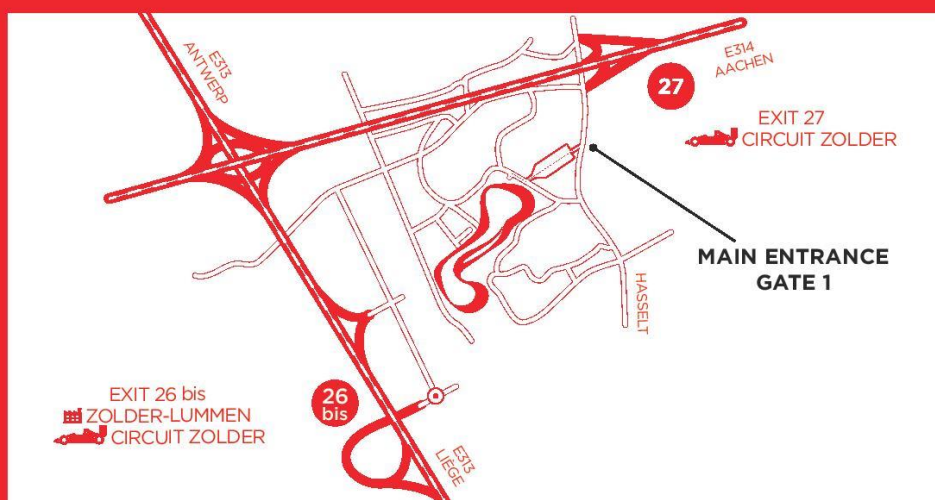 E313
ANTWERP
E314
AACHEN
27
EXIT 27
CIRCUIT ZOLDER
MAIN ENTRANCE
GATE 1
HASSELT
EXIT 26 bis
ZOLDER-LUMMEN
CIRCUIT ZOLDER
26
bis
E313
LIÈGE